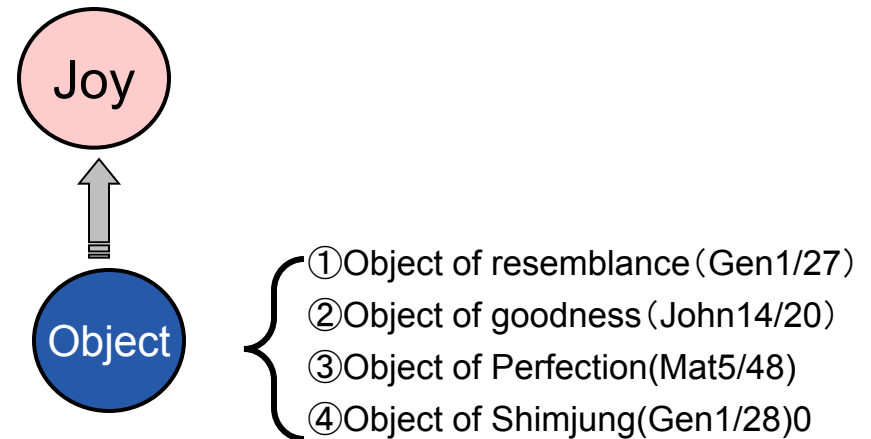 Joy
Object
①Object of resemblance（Gen1/27）
②Object of goodness（John14/20）
③Object of Perfection(Mat5/48)
④Object of Shimjung(Gen1/28)0